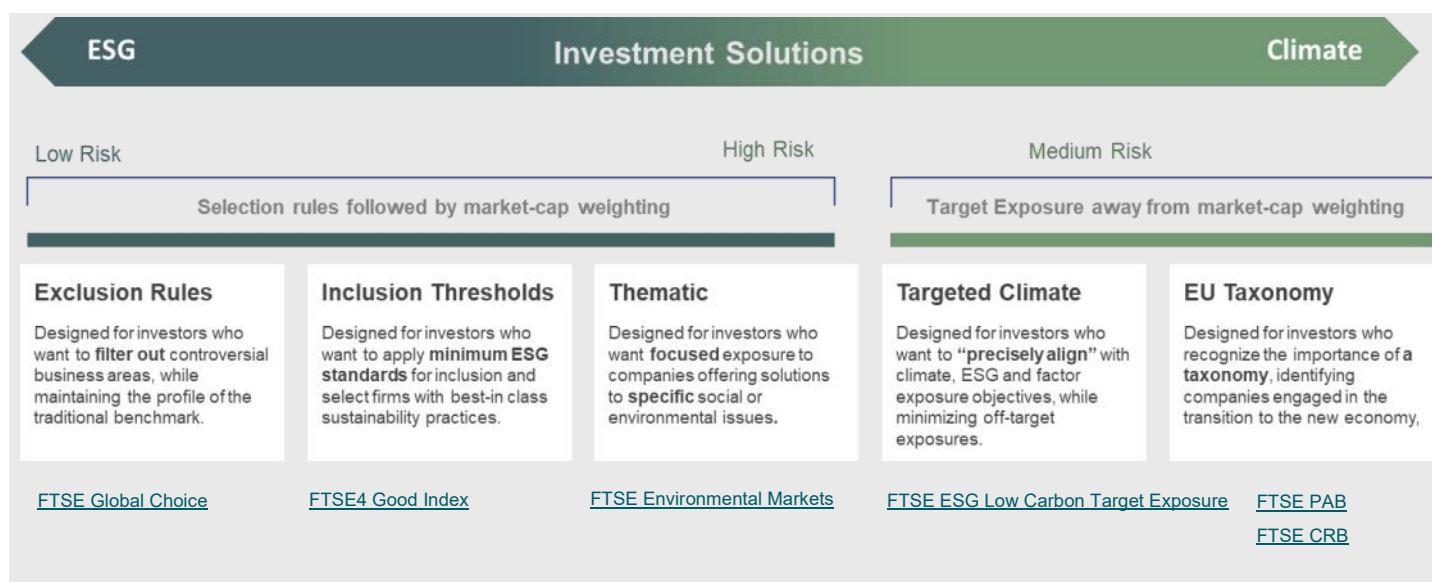 ESG
Investment Solutions
Climate
Low Risk
High Risk
Medium Risk
Selection rules followed by market-cap weighting
Target Exposure away from market-cap weighting
Exclusion Rules
Designed for investors who
want to filter out controversial
business areas, while
maintaining the profile of the
traditional benchmark.
Inclusion Thresholds
Designed for investors who
want to apply minimum ESG
standards for inclusion and
select firms with best-in class
sustainability practices.
Thematic
Designed for investors who
want focused exposure to
companies offering solutions
to specific social or
environmental issues.
Targeted Climate
Designed for investors who
want to “precisely align” with
climate, ESG and factor
exposure objectives, while
minimizing off-target
exposures.
EU Taxonomy
Designed for investors who
recognize the importance of a
taxonomy, identifying
companies engaged in the
transition to the new economy,
FTSE Global Choice
FTSE4 Good Index
FTSE Environmental Markets
FTSE ESG Low Carbon Target Exposure
FTSE PAB
FTSE CRB